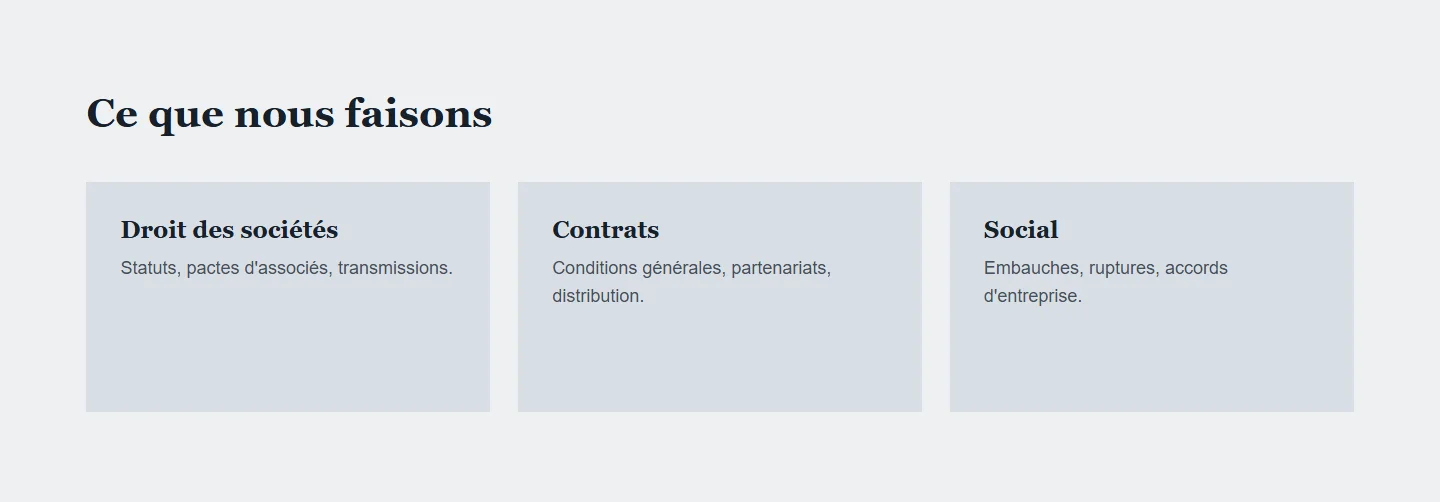 Ce que nous faisons
Droit des sociétés
Statuts, pactes d'associés, transmissions.
Contrats
Conditions générales, partenariats,
distribution.
Social
Embauches, ruptures, accords
d'entreprise.